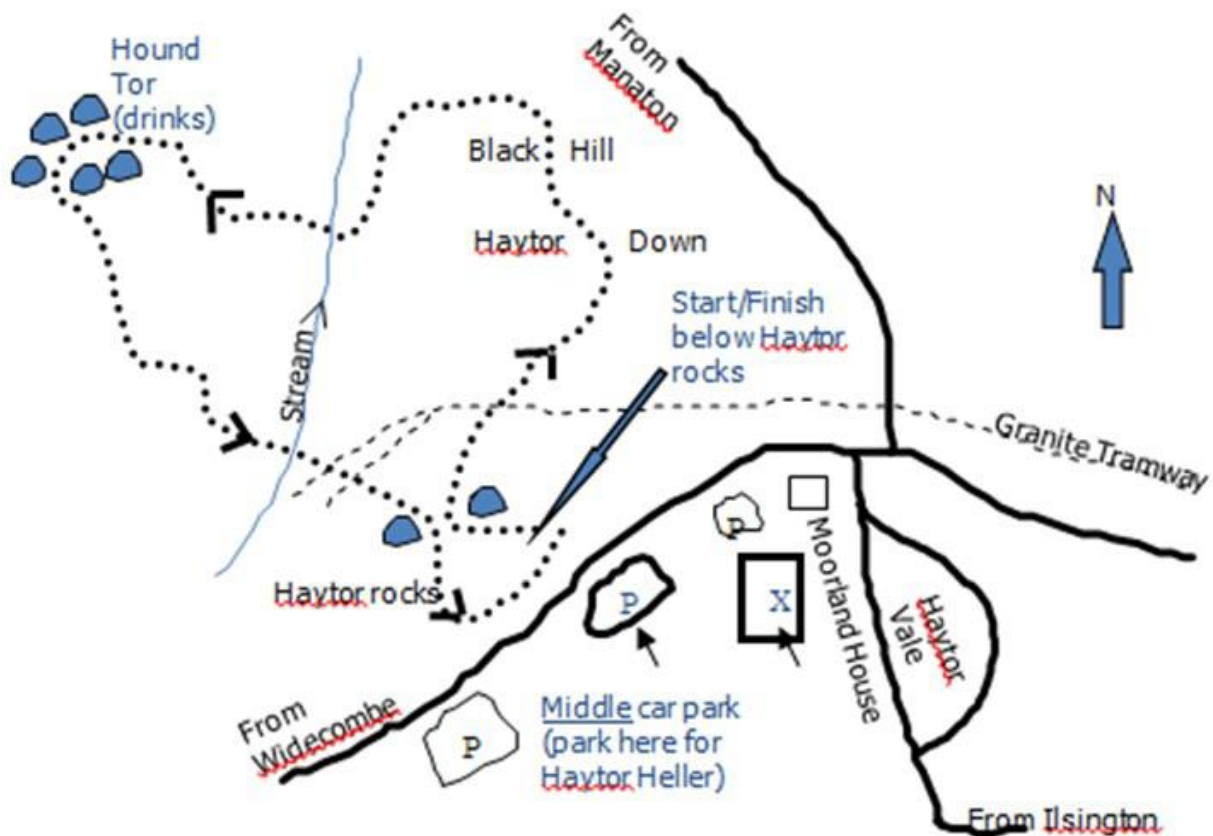 Hound
Tor
(drinks)
From
Manaton
Black Hill
Haytor Down
N
Start/Finish
below Haytor
rocks
Stream
Granite Tramway
P
Moorland House
Haytor rocks
P
X
Haytor
Vale
From
Widecombe
P
Middle car park
(park here for
Haytor Heller)
From Ilsington